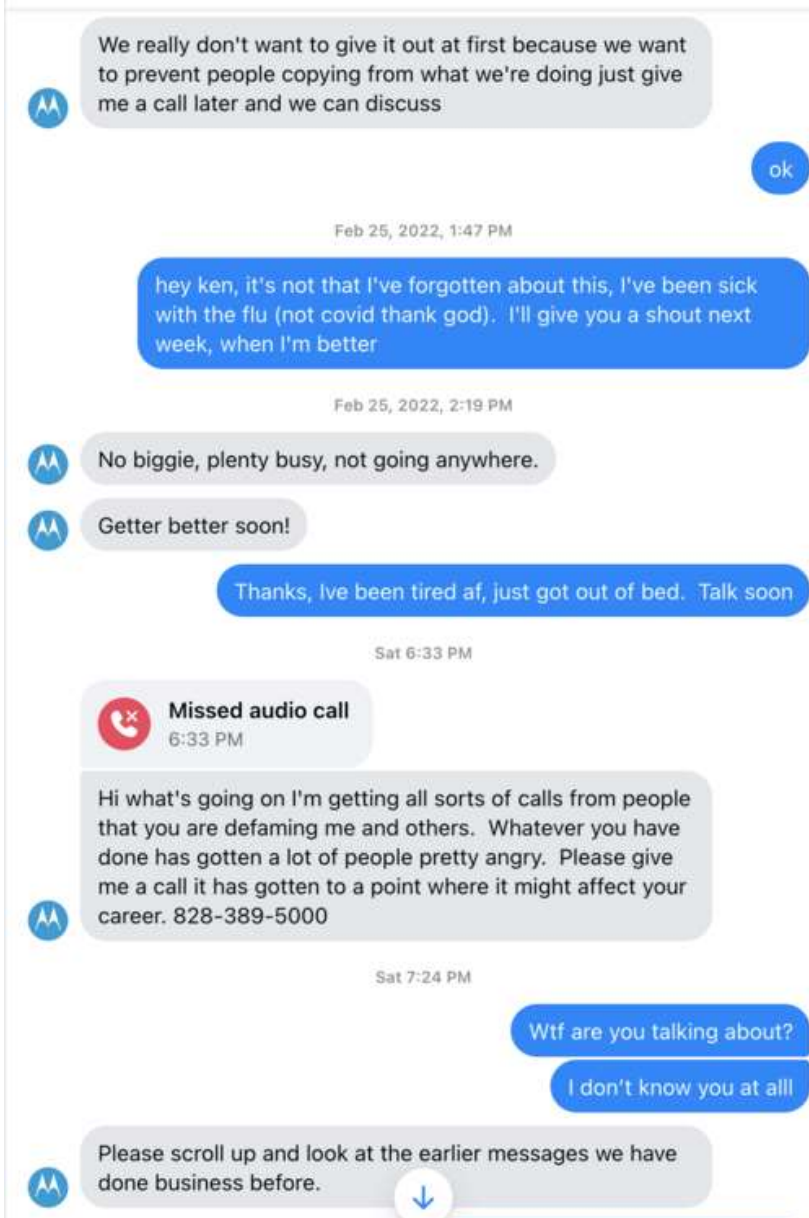 We really don't want to give it out at first because we want
to prevent people copying from what we're doing just give
me a call later and we can discuss
ok
Feb 25, 2022, 1:47 PM
hey ken, it's not that I've forgotten about this, I've been sick
with the flu (not covid thank god).  I'll give you a shout next
week, when I'm better
Feb 25, 2022, 2:19 PM
No biggie, plenty busy, not going anywhere.
Getter better soon!
Thanks, Ive been tired af, just got out of bed.  Talk soon
Sat 6:33 PM
Missed audio call
6:33 PM
Hi what's going on I'm getting all sorts of calls from people
that you are defaming me and others.  Whatever you have
done has gotten a lot of people pretty angry.  Please give
me a call it has gotten to a point where it might affect your
career. 828-389-5000
Sat 7:24 PM
Wtf are you talking about?
I don't know you at alll
Please scroll up and look at the earlier messages we have
done business before.